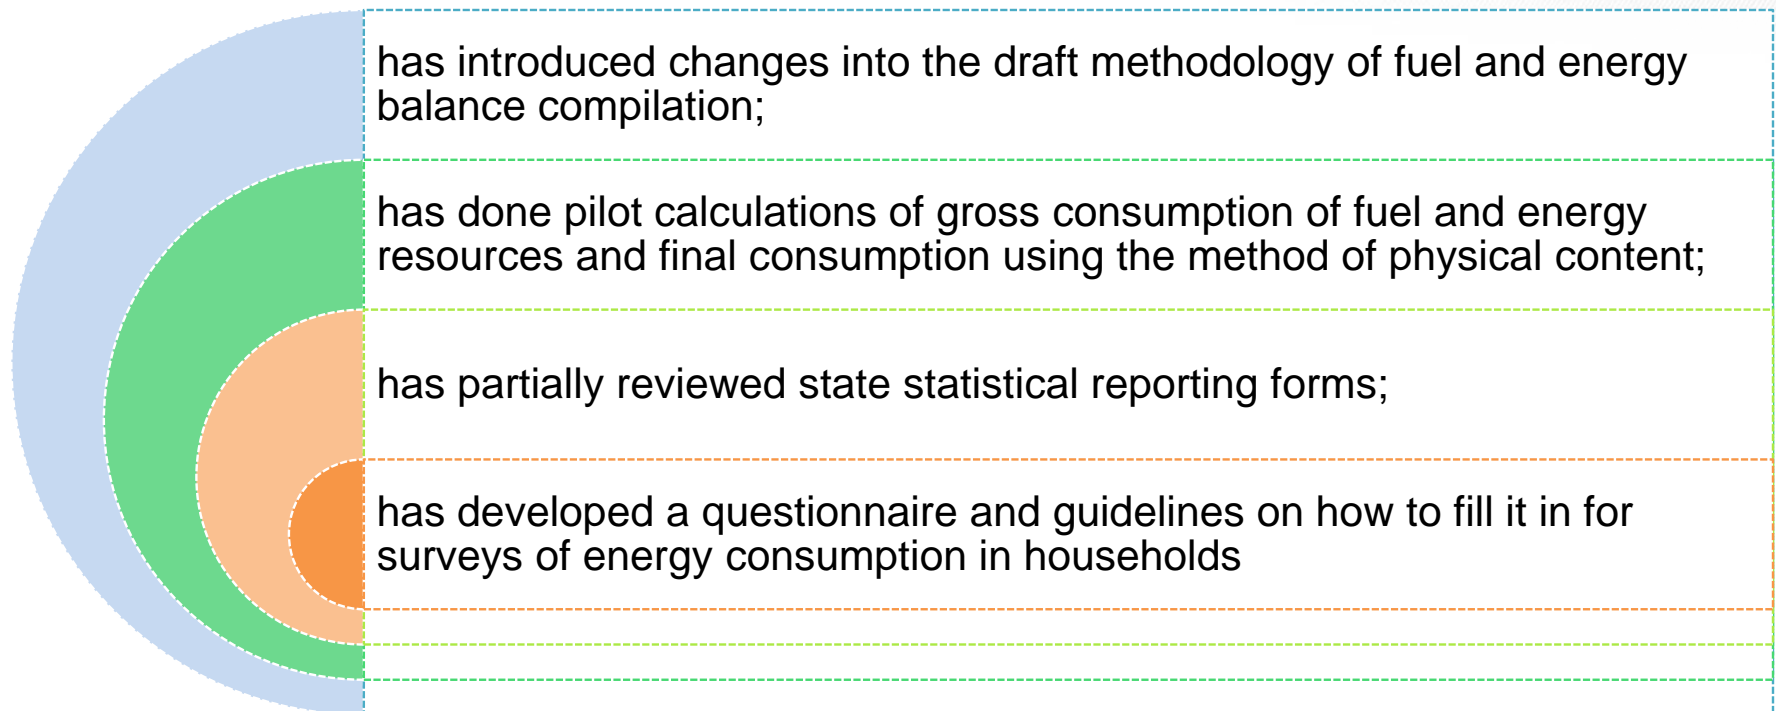 has introduced changes into the draft methodology of fuel and energy
balance compilation;
has done pilot calculations of gross consumption of fuel and energy
resources and final consumption using the method of physical content;
has partially reviewed state statistical reporting forms;
has developed a questionnaire and guidelines on how to fill it in for
surveys of energy consumption in households